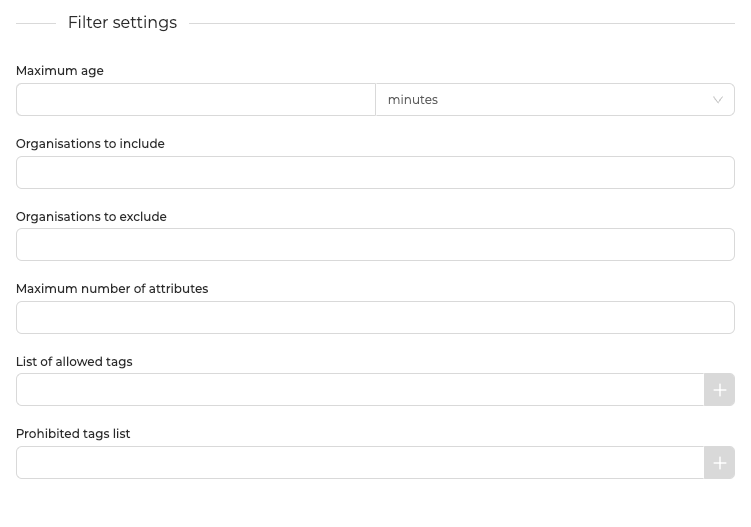 Filter settings
Maximum age
minutes
Organisations to include
Organisations to exclude
Maximum number of attributes
List of allowed tags
Prohibited tags list